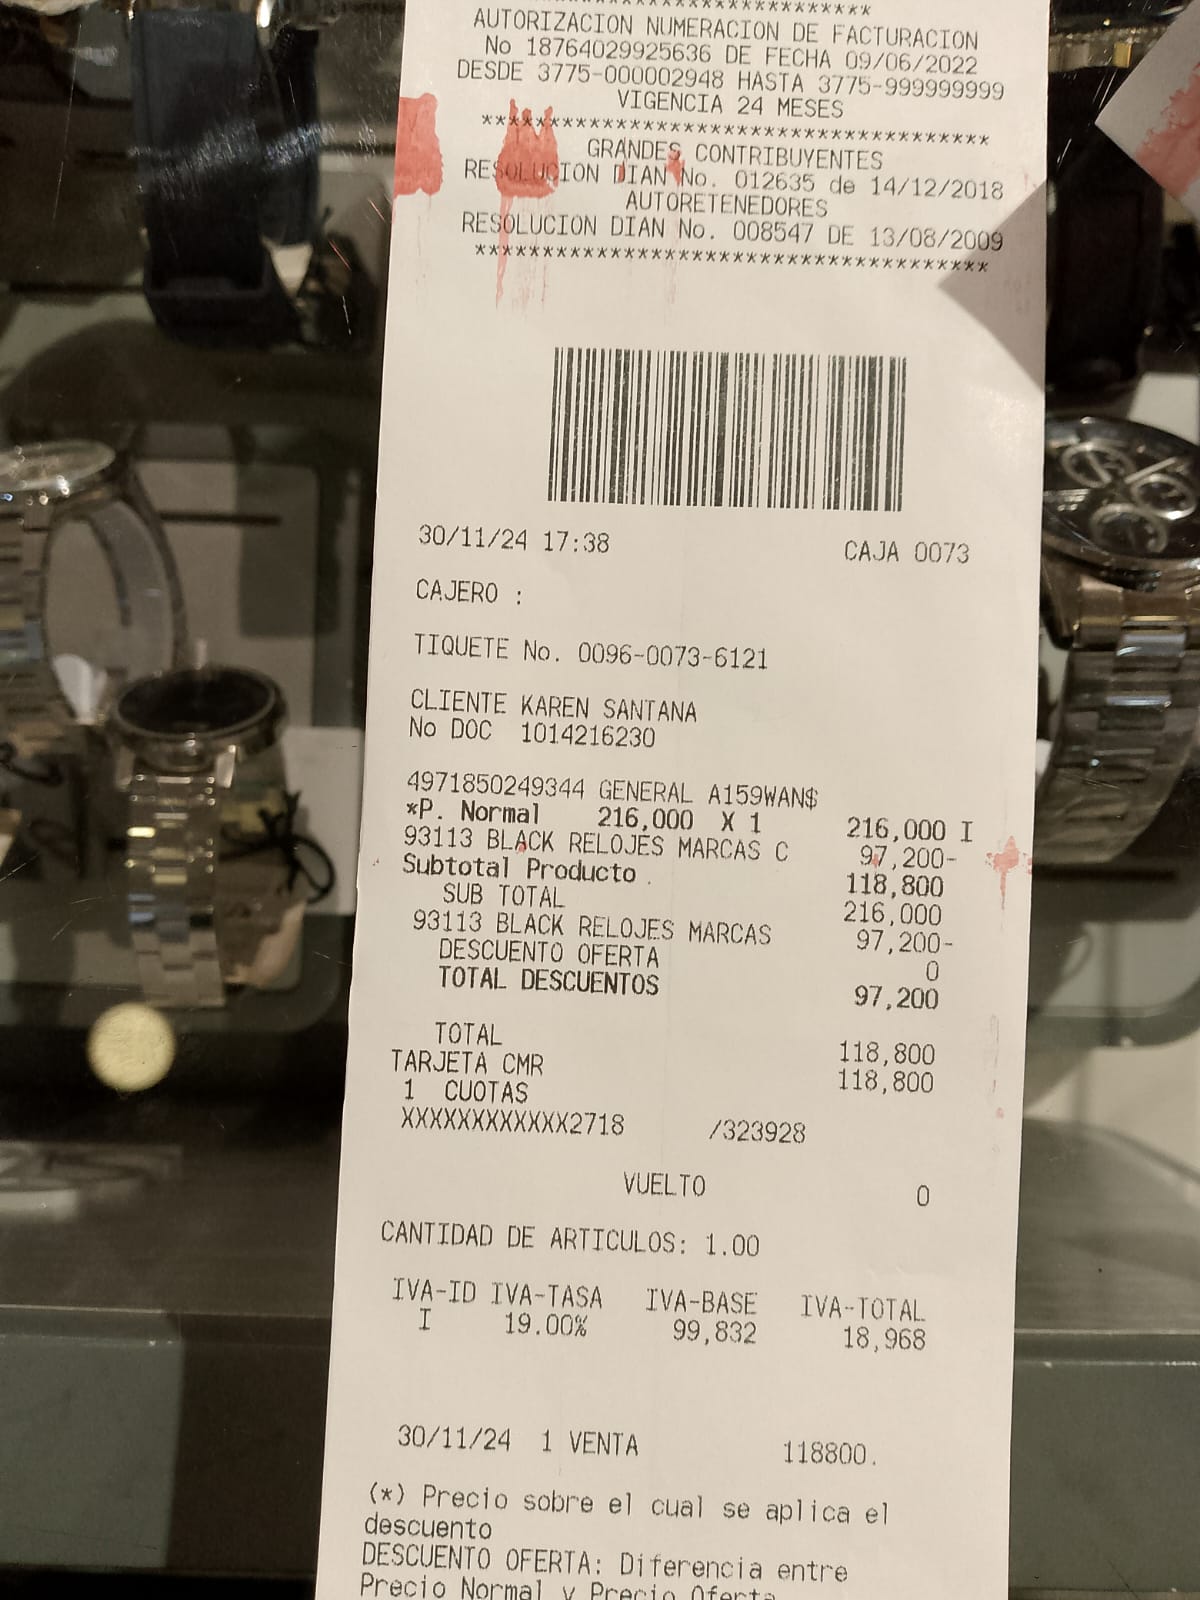 ************************************
AUTORIZACION NUMERACION DE FACTURACION
No 18764029925636 DE FECHA 09/06/2022
DESDE 3775-000002948 HASTA 3775-999999999
VIGENCIA 24 MESES
*************************************
GRANDES CONTRIBUYENTES
RESOLUCION DIAN No. 012635 de 14/12/2018
AUTORETENEDORES
RESOLUCION DIAN No. 008547 DE 13/08/2009
*************************************
30/11/24 17:38 CAJA 0073
CAJERO :
TIQUETE No. 0096-0073-6121
CLIENTE KAREN SANTANA
No DOC 1014216230
4971850249344 GENERAL A159WAN$
*P. Normal 216,000 X 1 216,000 I
93113 BLACK RELOJES MARCAS C 97,200-
Subtotal Producto . 118,800
SUB TOTAL 216,000
93113 BLACK RELOJES MARCAS 97,200-
DESCUENTO OFERTA 0
TOTAL DESCUENTOS 97,200
TOTAL 118,800
TARJETA CMR 118,800
1 CUOTAS
XXXXXXXXXXXX2718 /323928
VUELTO 0
CANTIDAD DE ARTICULOS: 1.00
IVA-ID IVA-TASA IVA-BASE IVA-TOTAL
I 19.00% 99,832 18,968
30/11/24 1 VENTA 118800.
(*) Precio sobre el cual se aplica el
descuento
DESCUENTO OFERTA: Diferencia entre
Precio Normal y Precio Oferta